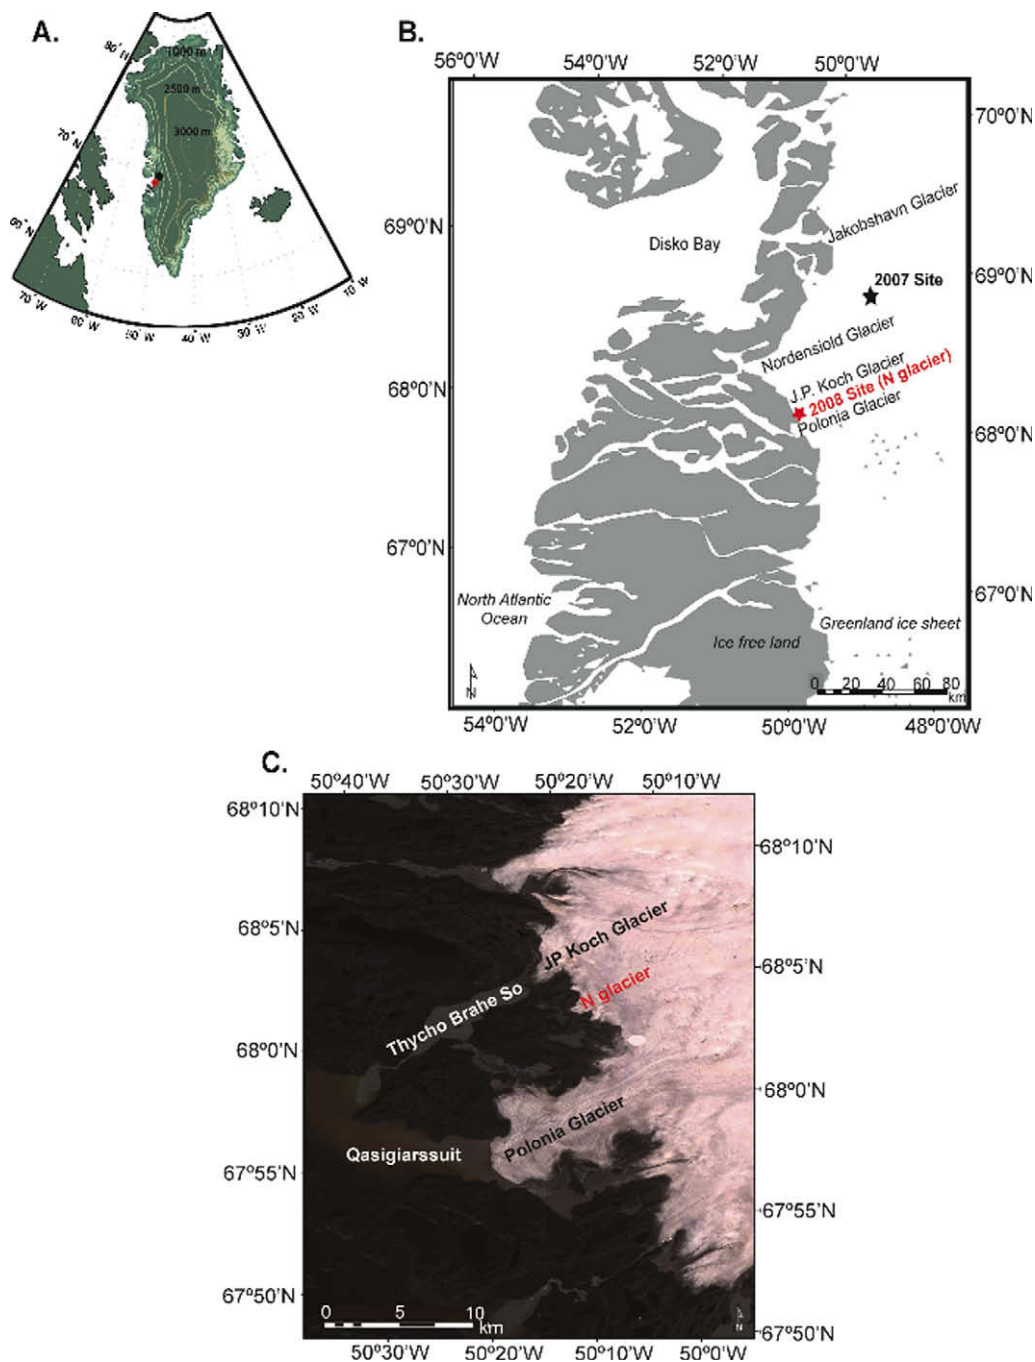 A.
80° N
70° N
60° N
1000 m
2500 m
3000 m
70° W
60° W
50° W
40° W
30° W
20° W
10° W
B.
56°0'W
54°0'W
52°0'W
50°0'W
70°0'N
69°0'N
69°0'N
68°0'N
68°0'N
67°0'N
67°0'N
Jakobshavn Glacier
Disko Bay
2007 Site
Nordensiold Glacier
J.P. Koch Glacier
2008 Site (N glacier)
Polonia Glacier
North Atlantic
Ocean
Greenland ice sheet
Ice free land
N
0 20 40 60 80
km
54°0'W
52°0'W
50°0'W
48°0'W
C.
50°40'W
50°30'W
50°20'W
50°10'W
68°10'N
68°10'N
68°5'N
68°5'N
68°0'N
68°0'N
67°55'N
67°55'N
67°50'N
67°50'N
JP Koch Glacier
N glacier
Thycho Brahe So
Polonia Glacier
Qasigiarssuit
0 5 10
km
N
50°30'W
50°20'W
50°10'W
50°0'W